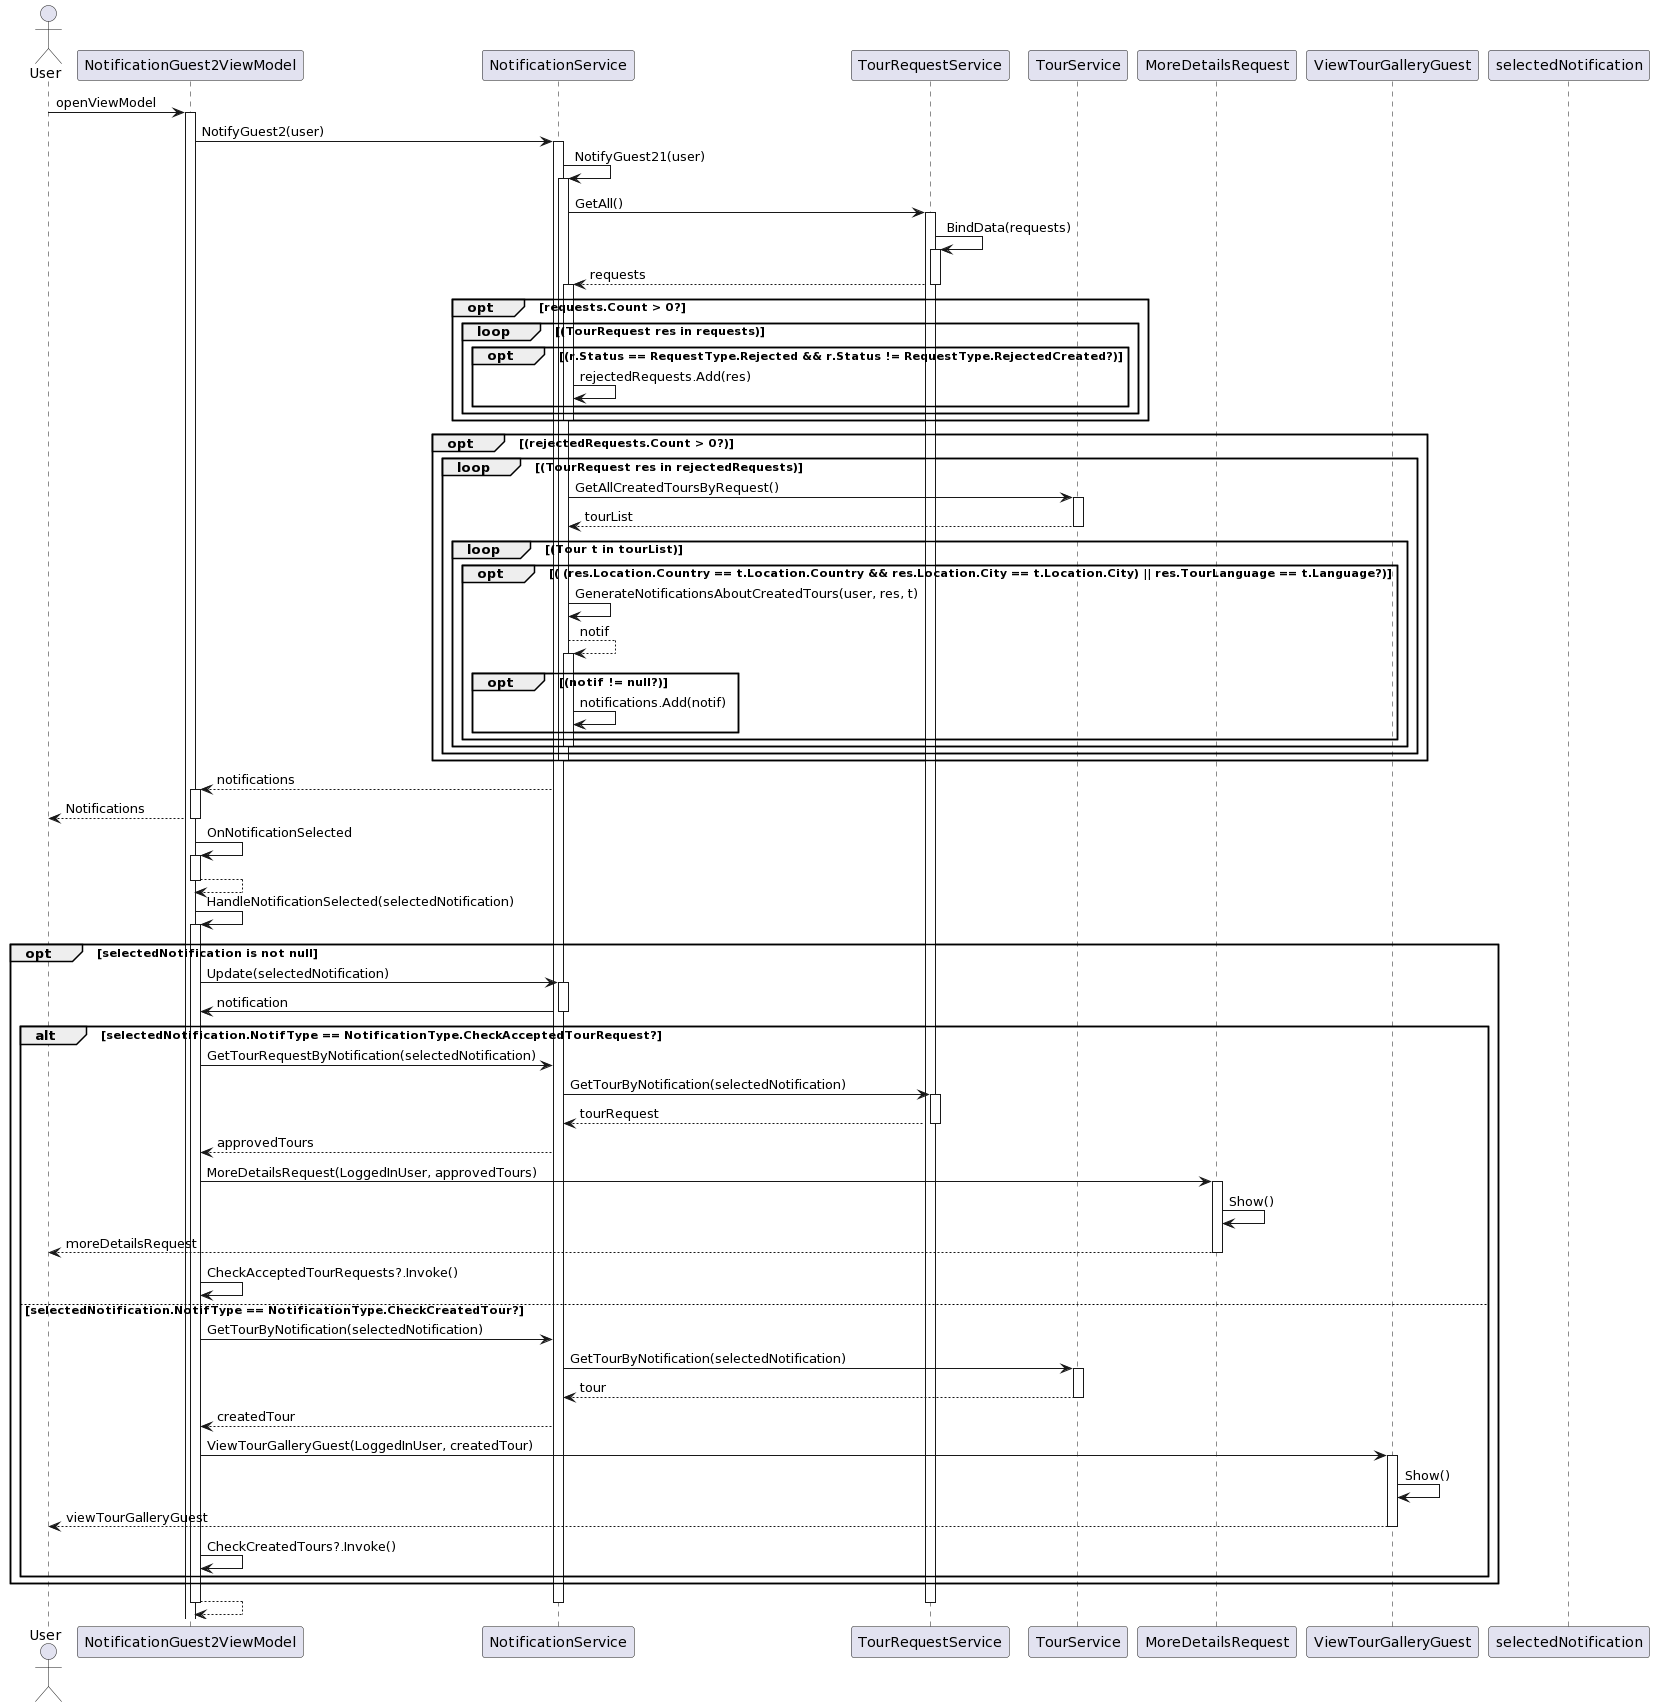 User
NotificationGuest2ViewModel
NotificationService
TourRequestService
TourService
MoreDetailsRequest
ViewTourGalleryGuest
selectedNotification
openViewModel
NotifyGuest2(user)
NotifyGuest21(user)
GetAll()
BindData(requests)
requests
opt [requests.Count > 0?]
loop [(TourRequest res in requests)]
opt [(r.Status == RequestType.Rejected && r.Status != RequestType.RejectedCreated?)]
rejectedRequests.Add(res)
opt [(rejectedRequests.Count > 0?)]
loop [(TourRequest res in rejectedRequests)]
GetAllCreatedToursByRequest()
tourList
loop [(Tour t in tourList)]
opt [( (res.Location.Country == t.Location.Country && res.Location.City == t.Location.City) || res.TourLanguage == t.Language?)]
GenerateNotificationsAboutCreatedTours(user, res, t)
notif
opt [(notif != null?)]
notifications.Add(notif)
notifications
Notifications
OnNotificationSelected
HandleNotificationSelected(selectedNotification)
opt [selectedNotification is not null]
Update(selectedNotification)
notification
alt [selectedNotification.NotifType == NotificationType.CheckAcceptedTourRequest?]
GetTourRequestByNotification(selectedNotification)
GetTourByNotification(selectedNotification)
tourRequest
approvedTours
MoreDetailsRequest(LoggedInUser, approvedTours)
Show()
moreDetailsRequest
CheckAcceptedTourRequests?.Invoke()
[selectedNotification.NotifType == NotificationType.CheckCreatedTour?]
GetTourByNotification(selectedNotification)
GetTourByNotification(selectedNotification)
tour
createdTour
ViewTourGalleryGuest(LoggedInUser, createdTour)
Show()
viewTourGalleryGuest
CheckCreatedTours?.Invoke()
User
NotificationGuest2ViewModel
NotificationService
TourRequestService
TourService
MoreDetailsRequest
ViewTourGalleryGuest
selectedNotification